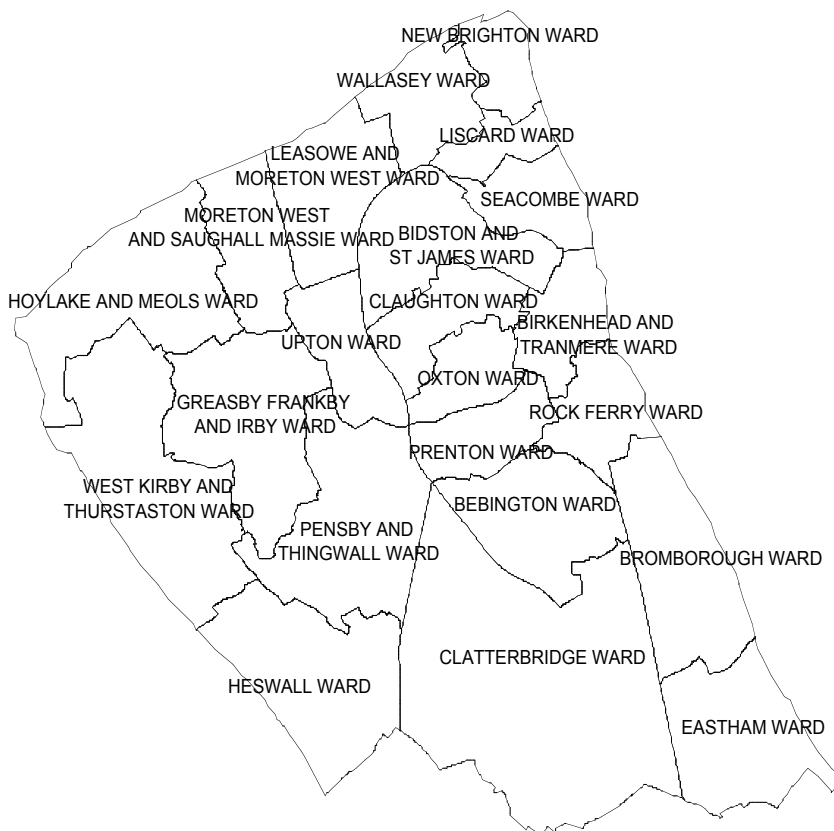 NEW BRIGHTON WARD
WALLASEY WARD
LISCARD WARD
LEASOWE AND
MORETON WEST WARD
SEACOMBE WARD
MORETON WEST
AND SAUGHALL MASSIE WARD
BIDSTON AND
ST JAMES WARD
HOYLAKE AND MEOLS WARD
CLAUGHTON WARD
BIRKENHEAD AND
TRANMERE WARD
UPTON WARD
OXTON WARD
GREASBY FRANKBY
AND IRBY WARD
ROCK FERRY WARD
PRENTON WARD
WEST KIRBY AND
THURSTASTON WARD
BEBINGTON WARD
PENSBY AND
THINGWALL WARD
BROMBOROUGH WARD
CLATTERBRIDGE WARD
HESWALL WARD
EASTHAM WARD